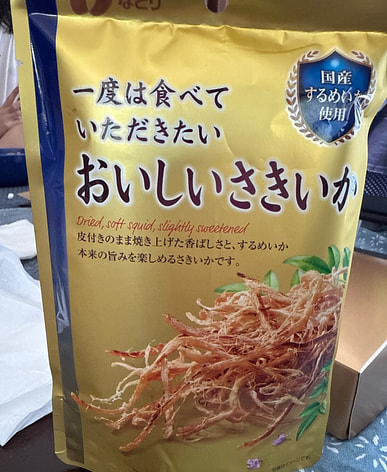 なとり
国産
するめいか
使用
一度は食べて
いただきたい
おいしいさきいか
Dried, soft squid, slightly sweetened
皮付きのまま焼き上げた香ばしさと、するめいか
本来の旨みを楽しめるさきいかです。